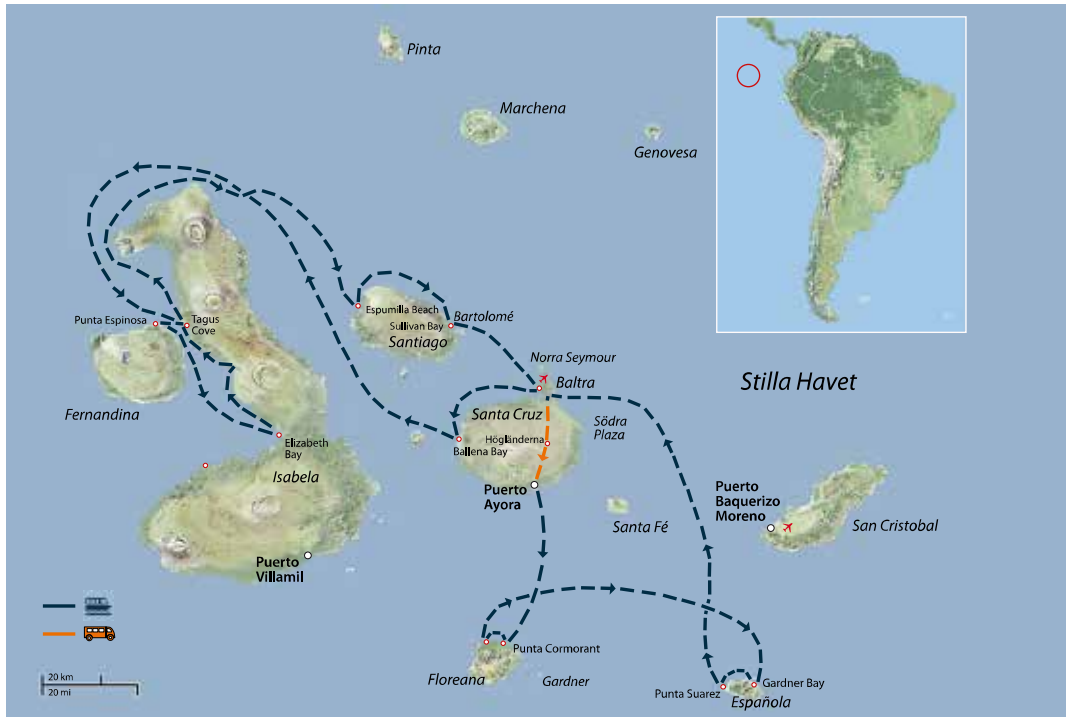 Pinta
Marchena
Genovesa
Espumilla Beach
Bartolomé
Sullivan Bay
Santiago
Punta Espinosa
Tagus
Cove
Norra Seymour
Baltra
Stilla Havet
Fernandina
Santa Cruz
Södra
Plaza
Högländerna
Ballena Bay
Elizabeth
Bay
Isabela
Puerto
Ayora
Santa Fé
Puerto
Baquerizo
Moreno
San Cristobal
Puerto
Villamil
Punta Cormorant
Floreana
Gardner
Punta Suarez
Gardner Bay
Española
20 km
20 mi